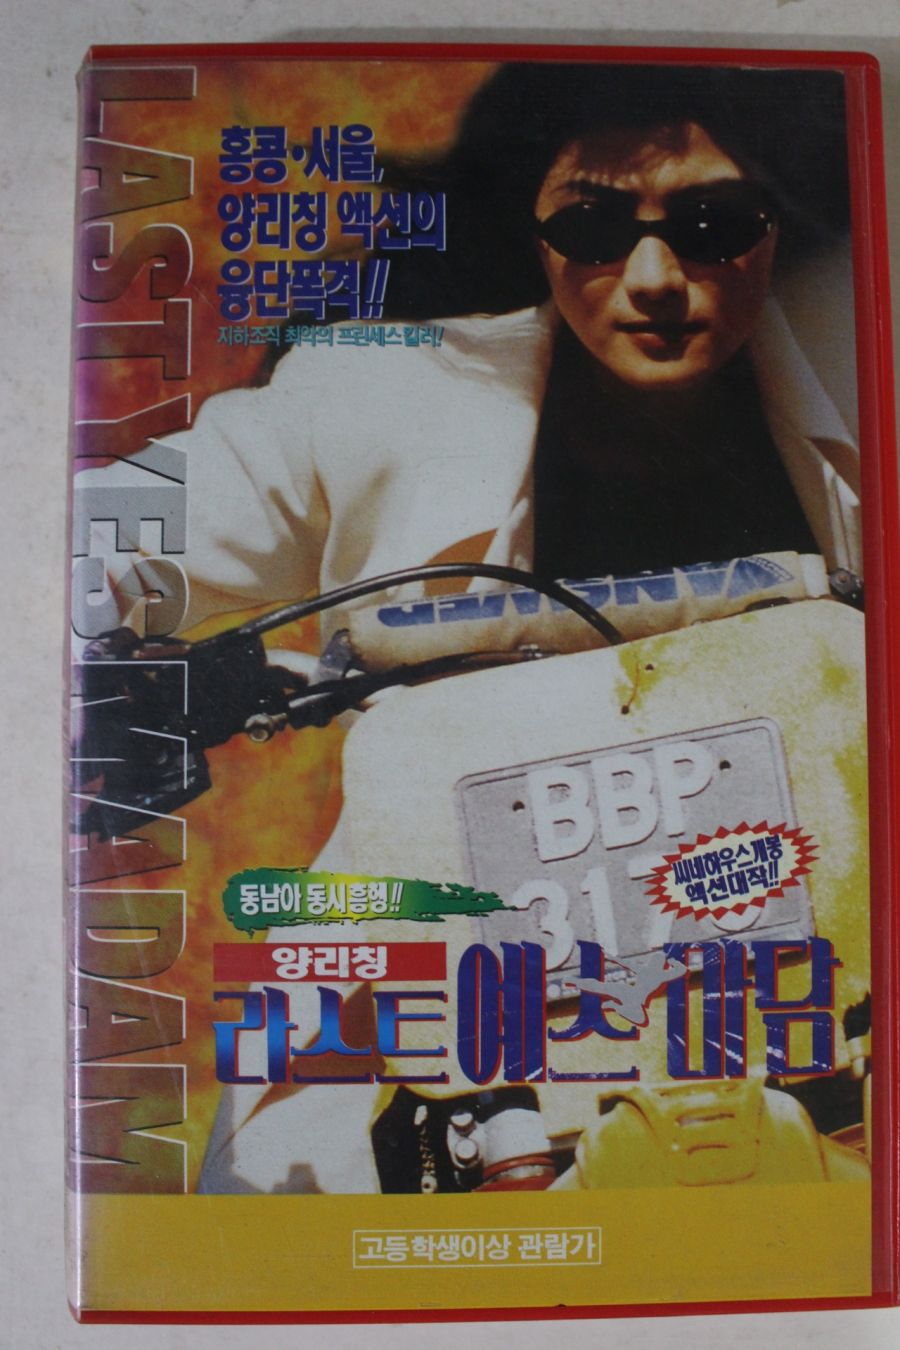 LAST YES MADAM
홍콩·서울,
양리칭 액션의
융단폭격!!
지하조직 최악의 프린세스 킬러!
ANSWER
BBP
317
씨네하우스개봉
액션대작!!
동남아 동시흥행!!
양리칭
라스트 예스 마담
고등학생이상 관람가